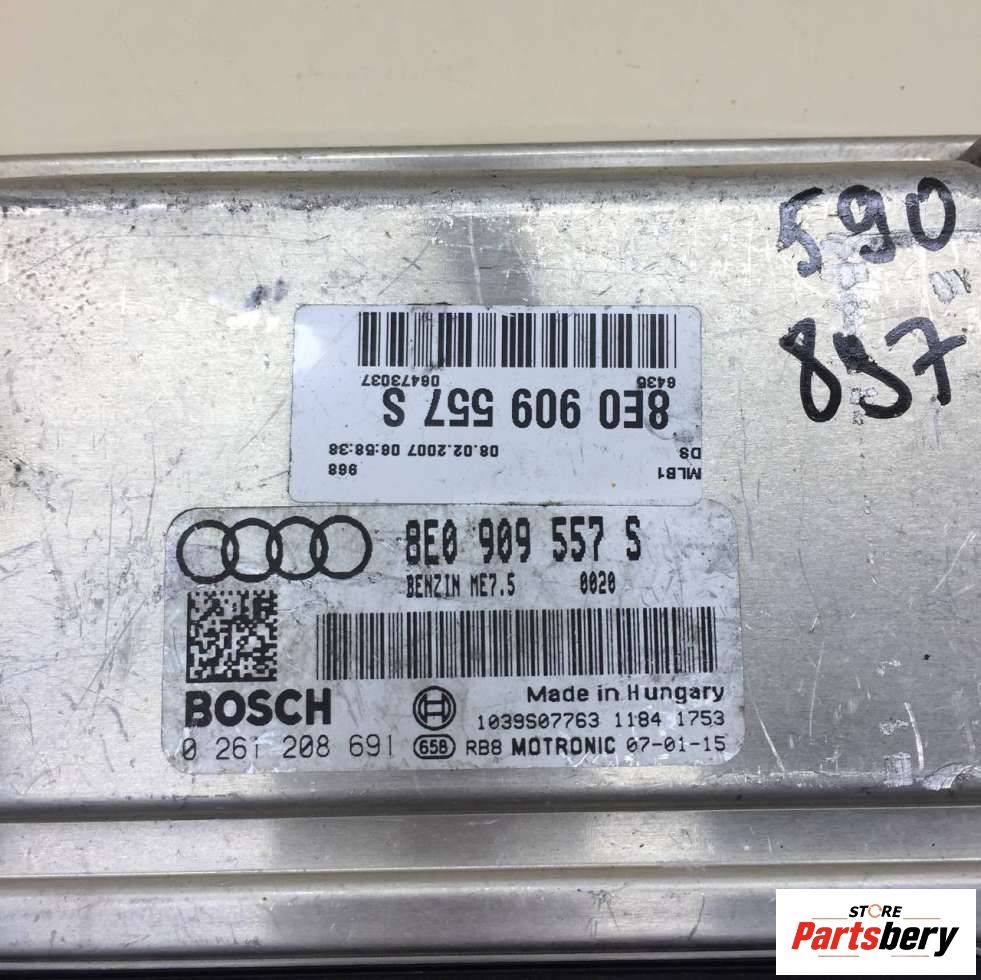 590
857
MLB1 968
DS 08.02.2007 06:58:38
8E0 909 557 S
6435 06473037
8E0 909 557 S
BENZIN ME7.5 0020
BOSCH
Made in Hungary
1039S07763 1184 1753
0 261 208 691 658 RB8 MOTRONIC 07-01-15
STORE
Partsbery